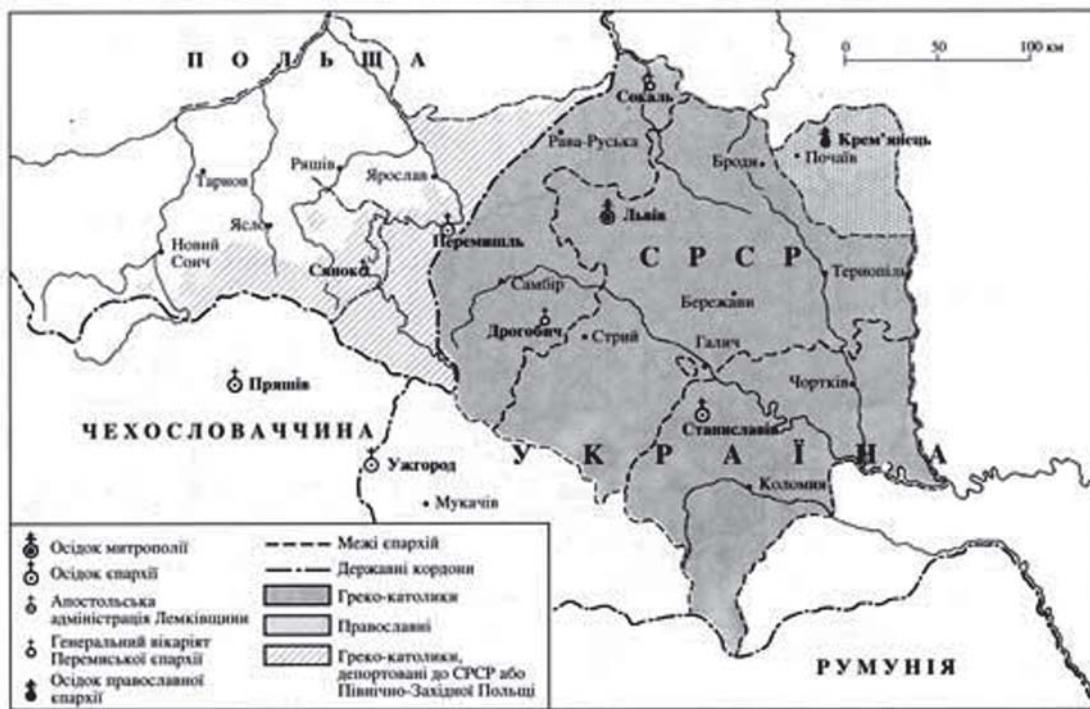 ПОЛЬЩА
0 50 100 км
Сокаль
Рава-Руська
Броди
Крем'янець
Почаїв
Ряшів
Ярослав
Тарнов
Львів
Перемишль
Ясло
СРСР
Новий
Сонч
Сянок
Тернопіль
Самбір
Бережани
Дрогобич
Стрий
Галич
Пряшів
Чортків
Станиславів
ЧЕХОСЛОВАЧЧИНА
УКРАЇНА
Ужгород
Коломия
Мукачів
Осідок митрополії
Осідок єпархії
Апостольська
адміністрація Лемківщини
Генеральний вікаріят
Перемиської єпархії
Осідок православної
єпархії
Межі єпархій
Державні кордони
Греко-католики
Православні
Греко-католики,
депортовані до СРСР або
Північно-Західної Польщі
РУМУНІЯ